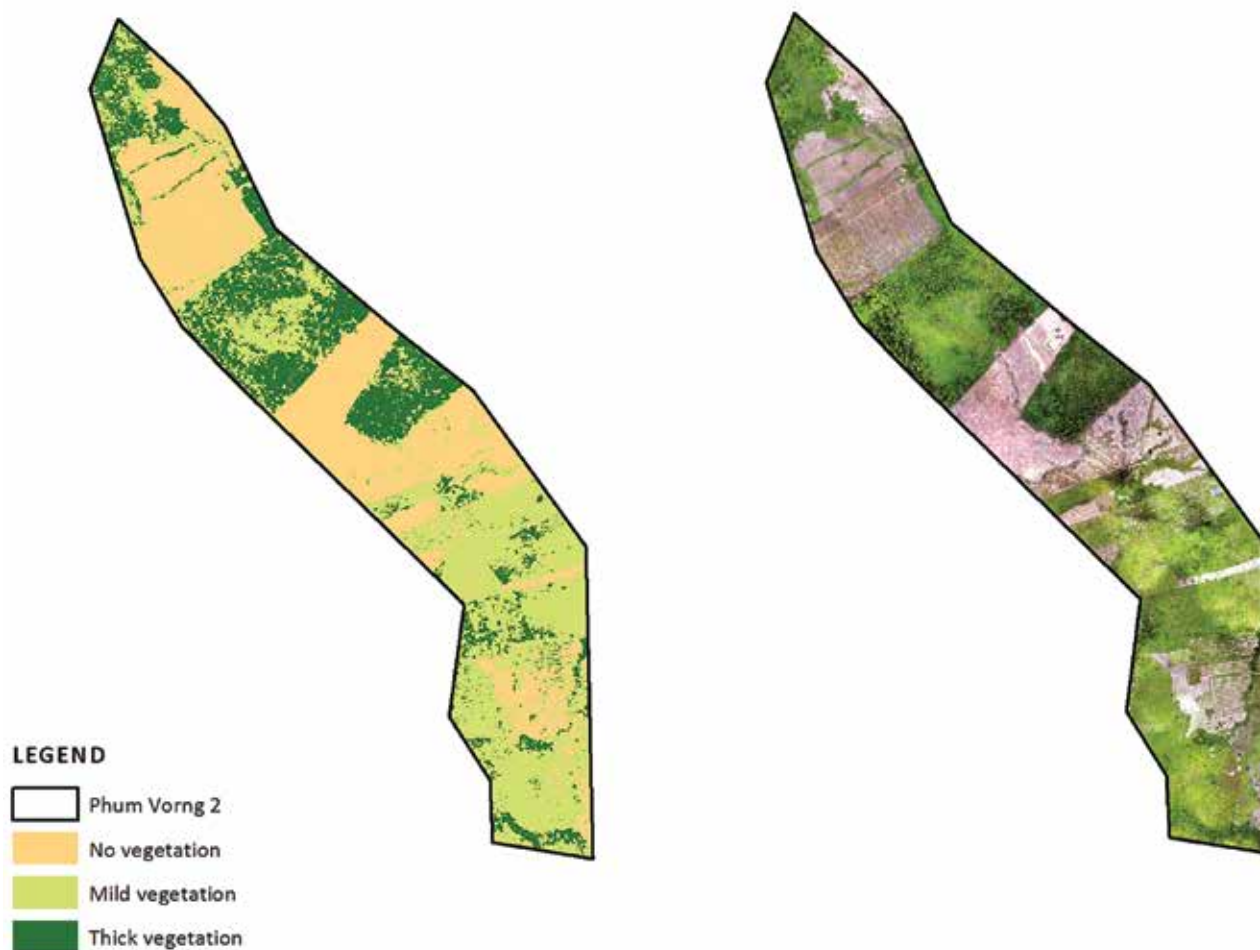 LEGEND
Phum Vorng 2
No vegetation
Mild vegetation
Thick vegetation